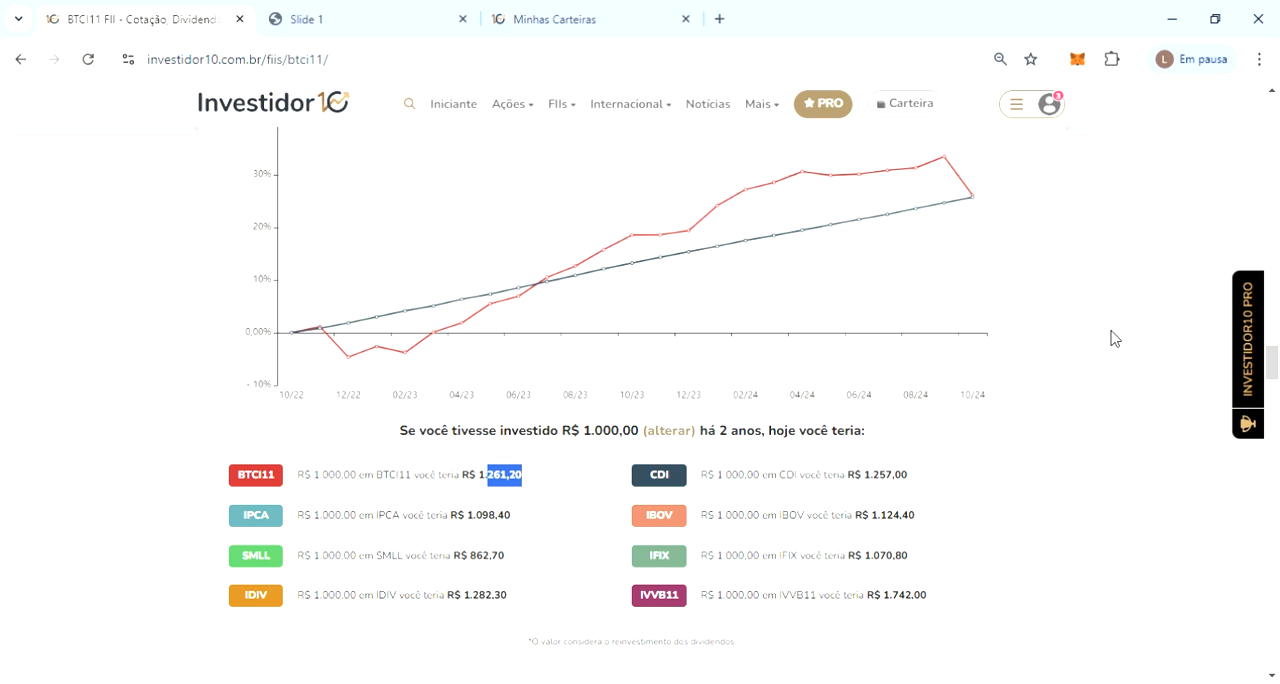 BTCI11 FII - Cotação, Dividend
Slide 1
Minhas Carteiras
investidor10.com.br/fiis/btci11/
L
Em pausa
Investidor10
Iniciante
Ações
FIIs
Internacional
Notícias
Mais
PRO
Carteira
3
30%
20%
10%
0,00%
- 10%
10/22 12/22 02/23 04/23 06/23 08/23 10/23 12/23 02/24 04/24 06/24 08/24 10/24
INVESTIDOR10 PRO
Se você tivesse investido R$ 1.000,00 (alterar) há 2 anos, hoje você teria:
BTCI11 R$ 1.000,00 em BTCI11 você teria R$ 1.261,20
CDI R$ 1.000,00 em CDI você teria R$ 1.257,00
IPCA R$ 1.000,00 em IPCA você teria R$ 1.098,40
IBOV R$ 1.000,00 em IBOV você teria R$ 1.124,40
SMLL R$ 1.000,00 em SMLL você teria R$ 862,70
IFIX R$ 1.000,00 em IFIX você teria R$ 1.070,80
IDIV R$ 1.000,00 em IDIV você teria R$ 1.282,30
IVVB11 R$ 1.000,00 em IVVB11 você teria R$ 1.742,00
*O valor considera o reinvestimento dos dividendos.